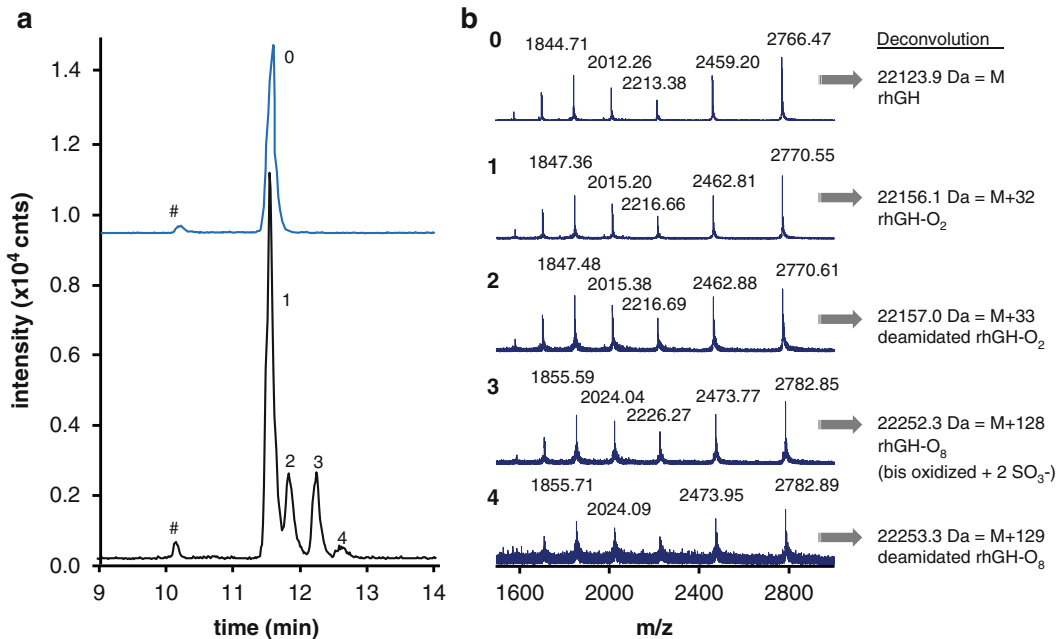 a
intensity (x10⁴ cnts)
1.4
1.2
1.0
0.8
0.6
0.4
0.2
0.0
0
#
1
2
3
4
#
9 10 11 12 13 14
time (min)
b
Deconvolution
0
1844.71
2012.26
2213.38
2459.20
2766.47
22123.9 Da = M
rhGH
1
1847.36
2015.20
2216.66
2462.81
2770.55
22156.1 Da = M+32
rhGH-O₂
2
1847.48
2015.38
2216.69
2462.88
2770.61
22157.0 Da = M+33
deamidated rhGH-O₂
3
1855.59
2024.04
2226.27
2473.77
2782.85
22252.3 Da = M+128
rhGH-O₈
(bis oxidized + 2 SO₃-)
4
1855.71
2024.09
2473.95
2782.89
22253.3 Da = M+129
deamidated rhGH-O₈
1600 2000 2400 2800
m/z